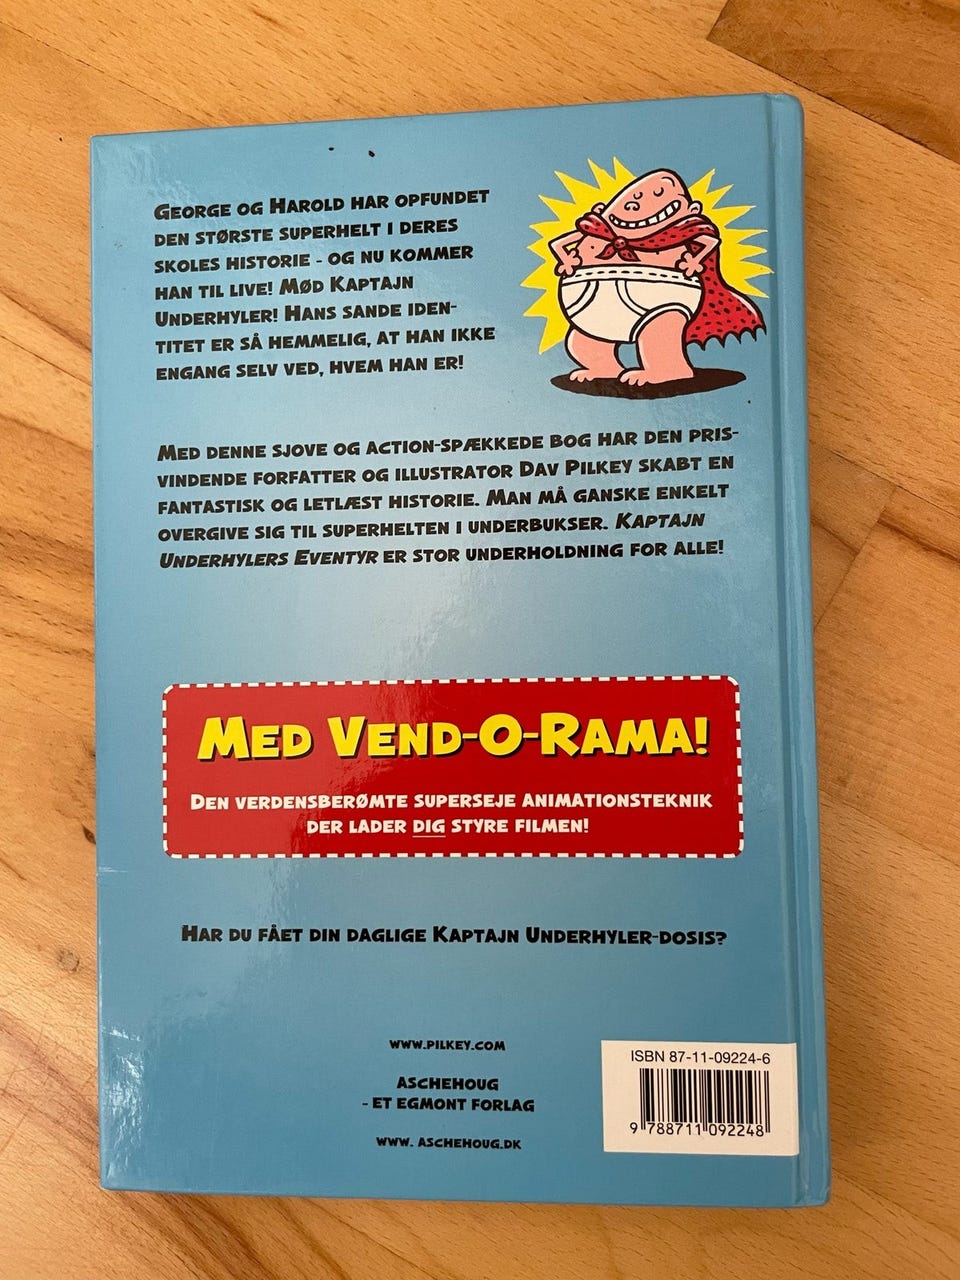 GEORGE OG HAROLD HAR OPFUNDET
DEN STØRSTE SUPERHELT I DERES
SKOLES HISTORIE - OG NU KOMMER
HAN TIL LIVE! MØD KAPTAJN
UNDERHYLER! HANS SANDE IDEN-
TITET ER SÅ HEMMELIG, AT HAN IKKE
ENGANG SELV VED, HVEM HAN ER!
MED DENNE SJOVE OG ACTION-SPÆKKEDE BOG HAR DEN PRIS-
VINDENDE FORFATTER OG ILLUSTRATOR DAV PILKEY SKABT EN
FANTASTISK OG LETLÆST HISTORIE. MAN MÅ GANSKE ENKELT
OVERGIVE SIG TIL SUPERHELTEN I UNDERBUKSER. KAPTAJN
UNDERHYLERS EVENTYR ER STOR UNDERHOLDNING FOR ALLE!
MED VEND-O-RAMA!
DEN VERDENSBERØMTE SUPERSEJE ANIMATIONSTEKNIK
DER LADER DIG STYRE FILMEN!
HAR DU FÅET DIN DAGLIGE KAPTAJN UNDERHYLER-DOSIS?
WWW.PILKEY.COM
ASCHEHOUG
- ET EGMONT FORLAG
WWW. ASCHEHOUG.DK
ISBN 87-11-09224-6
9 788711 092248